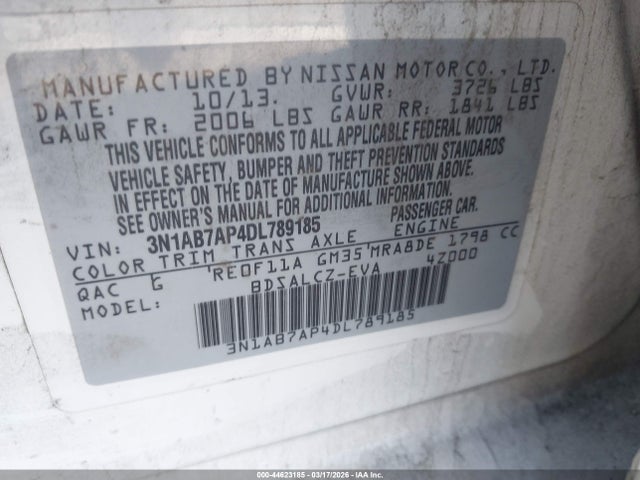 MANUFACTURED BY NISSAN MOTOR CO., LTD.
DATE: 10/13. GVWR: 3726 LBS
GAWR FR: 2006 LBS GAWR RR: 1841 LBS
THIS VEHICLE CONFORMS TO ALL APPLICABLE FEDERAL MOTOR
VEHICLE SAFETY, BUMPER AND THEFT PREVENTION STANDARDS
IN EFFECT ON THE DATE OF MANUFACTURE SHOWN ABOVE.
SEE OWNER'S MANUAL FOR ADDITIONAL INFORMATION.
VIN: 3N1AB7AP4DL789185 PASSENGER CAR.
COLOR TRIM TRANS AXLE ENGINE
QAC G 'RE0F11A GM35'MRA8DE 1798 CC
MODEL: BDIALCZ-EVA 4Z000
3N1AB7AP4DL789185
000-44623185 - 03/17/2026 - IAA Inc.